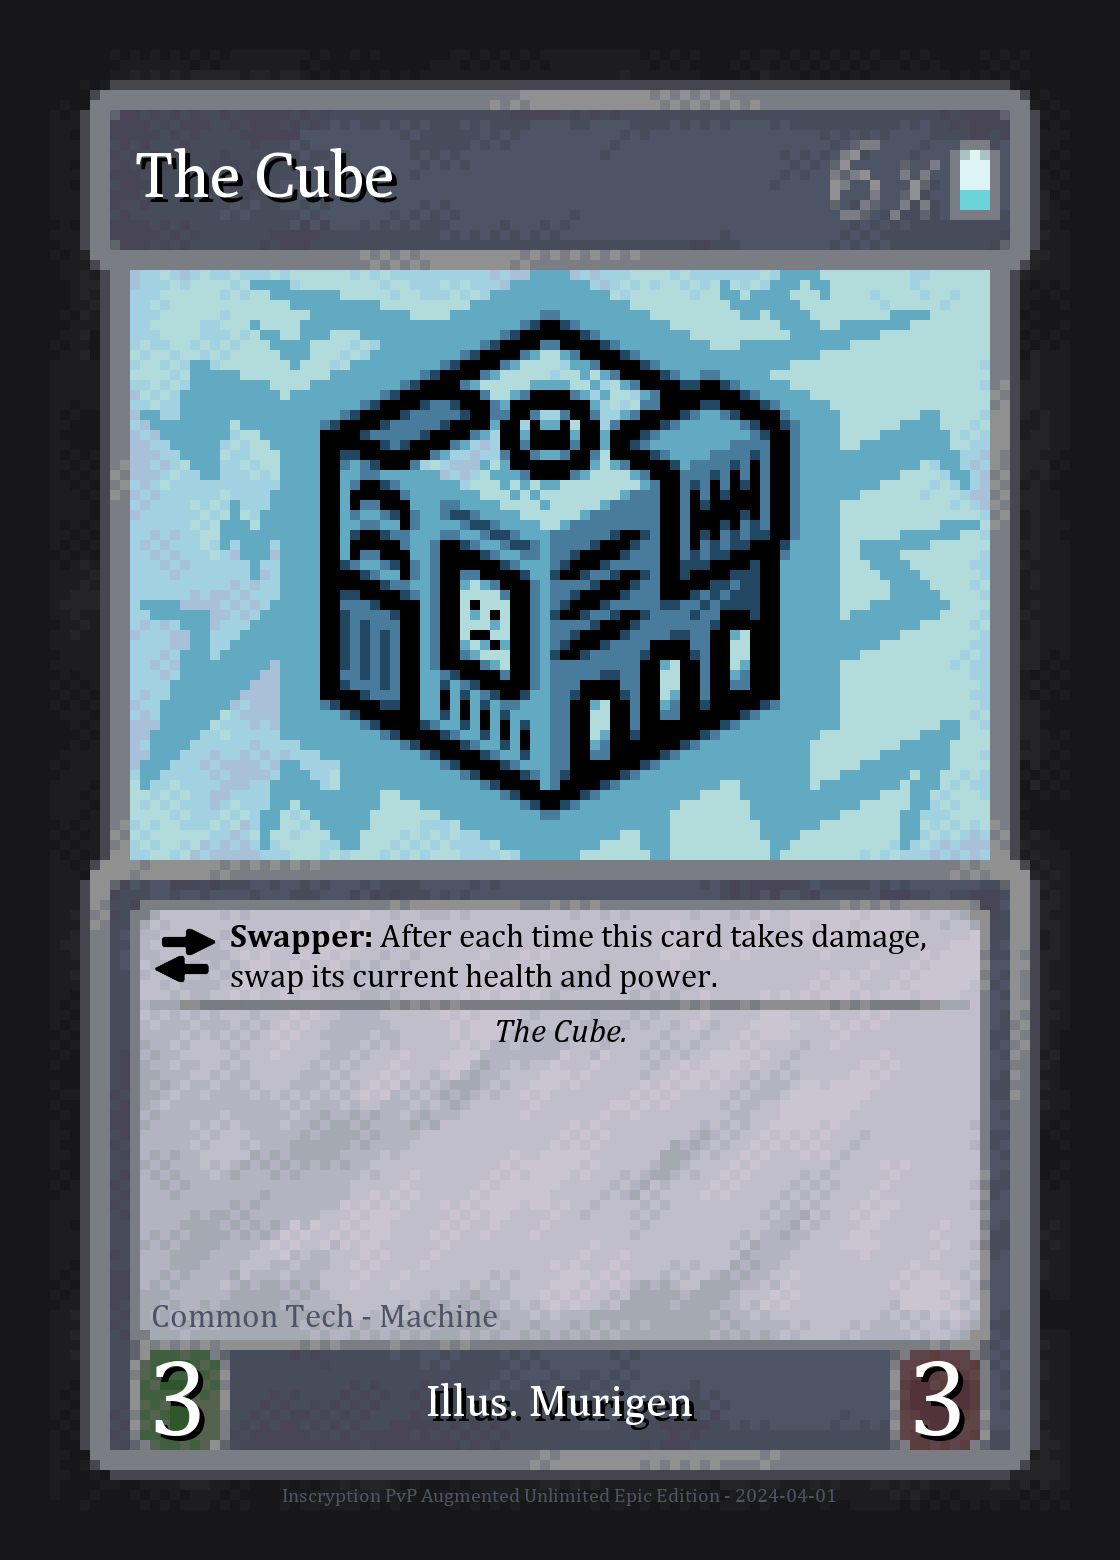 The Cube
6x
Swapper: After each time this card takes damage,
swap its current health and power.
The Cube.
Common Tech - Machine
3
Illus. Murigen
3
Inscryption PvP Augmented Unlimited Epic Edition - 2024-04-01